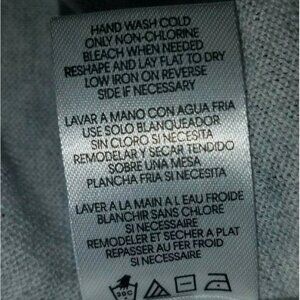 HAND WASH COLD
ONLY NON-CHLORINE
BLEACH WHEN NEEDED
RESHAPE AND LAY FLAT TO DRY
LOW IRON ON REVERSE
SIDE IF NECESSARY
LAVAR A MANO CON AGUA FRIA
USE SOLO BLANQUEADOR
SIN CLORO SI NECESITA
REMODELAR Y SECAR TENDIDO
SOBRE UNA MESA
PLANCHA FRIA SI NECESITA
LAVER A LA MAIN A L EAU FROIDE
BLANCHIR SANS CHLORE
SI NECESSAIRE
REMODELER ET SÉCHER A PLAT
REPASSER AU FER FROID
SI NECESSAIRE
30C